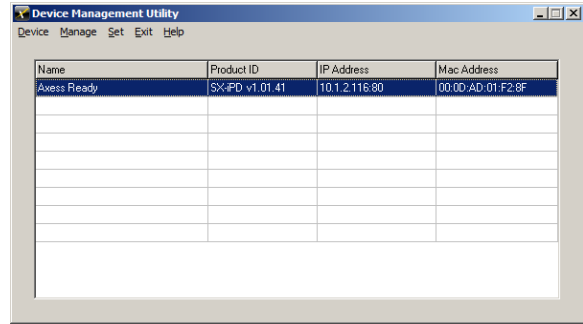 Device Management Utility
Device Manage Set Exit Help
Name Product ID IP Address Mac Address
Axess Ready SX-iPD v1.01.41 10.1.2.116:80 00:0D:AD:01:F2:8F